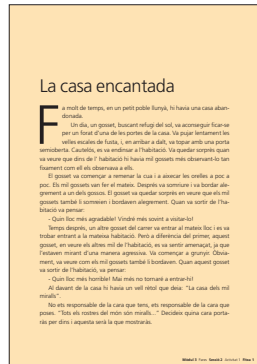 La casa encantada
Fa molt de temps, en un petit poble llunyà, hi havia una casa aban-
donada.
Un dia, un gosset, buscant refugi del sol, va aconseguir ficar-se
per un forat d'una de les portes de la casa. Va pujar lentament les
velles escales de fusta, i, en arribar a dalt, va topar amb una porta
semioberta. Cautelós, es va endinsar a l'habitació. Va quedar sorprès quan
va veure que dins de l' habitació hi havia mil gossets més observant-lo tan
fixament com ell els observava a ells.
El gosset va començar a remenar la cua i a aixecar les orelles a poc a
poc. Els mil gossets van fer el mateix. Després va somriure i va bordar ale-
grement a un dels gossos. El gosset va quedar sorprès en veure que els mil
gossets també li somreien i bordaven alegrement. Quan va sortir de l'ha-
bitació va pensar:
- Quin lloc més agradable! Vindré més sovint a visitar-lo!
Temps després, un altre gosset del carrer va entrar al mateix lloc i es va
trobar entrant a la mateixa habitació. Però a diferència del primer, aquest
gosset, en veure els altres mil de l'habitació, es va sentir amenaçat, ja que
l'estaven mirant d'una manera agressiva. Va començar a grunyir. Òbvia-
ment, va veure com els mil gossets també li bordaven. Quan aquest gosset
va sortir de l'habitació, va pensar:
- Quin lloc més horrible! Mai més no tornaré a entrar-hi!
Al davant de la casa hi havia un vell rètol que deia: "La casa dels mil
miralls".
No ets responsable de la cara que tens, ets responsable de la cara que
poses. "Tots els rostres del món són miralls..." Decideix quina cara porta-
ràs per dins i aquesta serà la que mostraràs.
Mòdul 3 Fores Sessió 2 Activitat 1 Fitxa 1